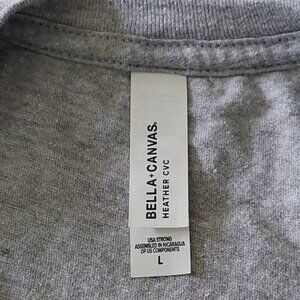 BELLA+CANVAS.
HEATHER CVC
USA STRONG
ASSEMBLED IN NICARAGUA
OF US COMPONENTS
L